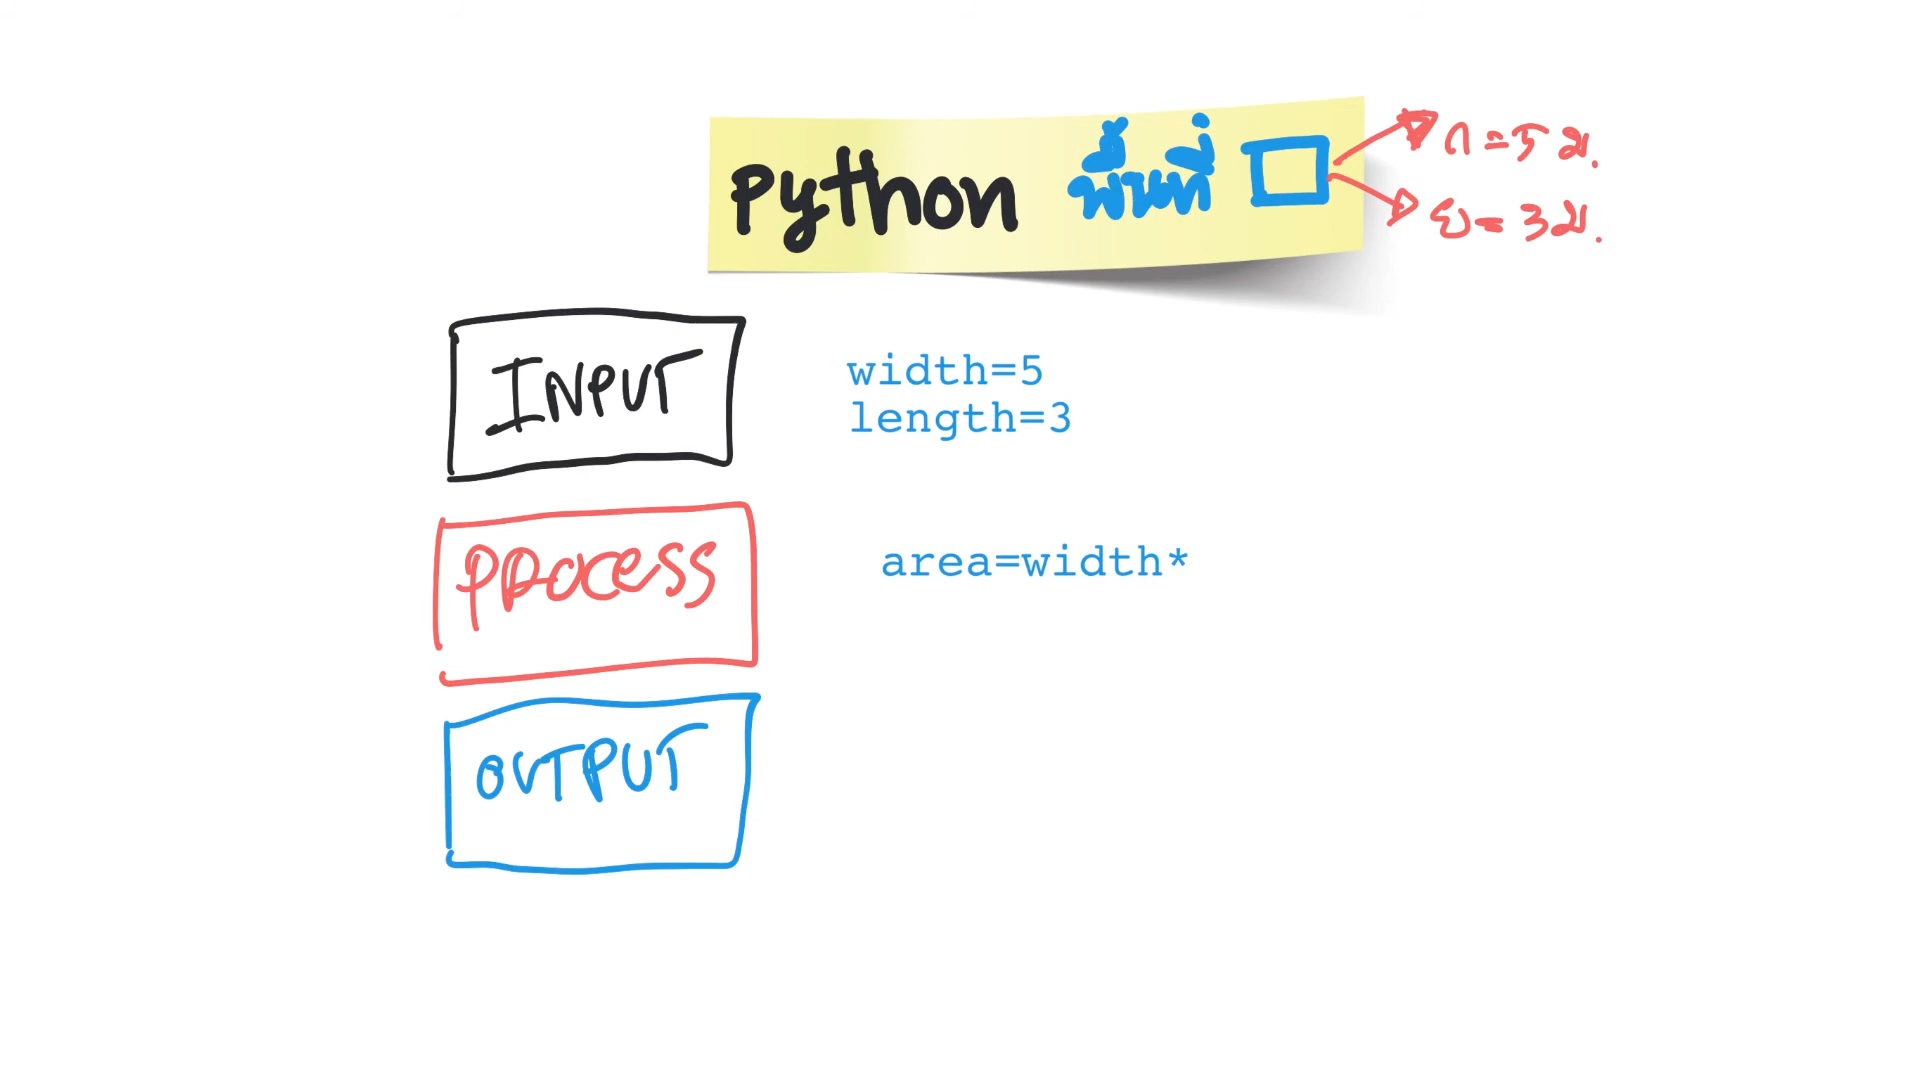 Python พื้นที่
ก = 5 ม.
ย = 3 ม.
INPUT
width=5
length=3
PROCESS
area=width*
OUTPUT